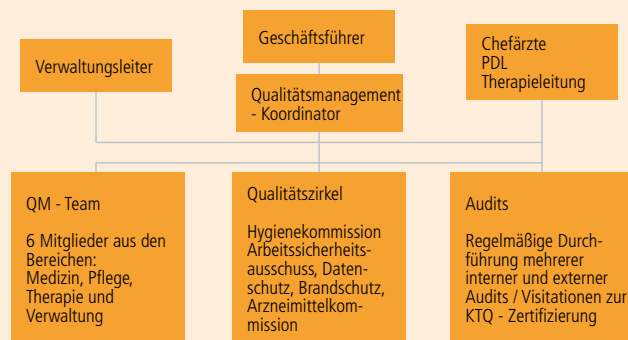 Verwaltungsleiter
Geschäftsführer
Qualitätsmanagement
- Koordinator
Chefärzte
PDL
Therapieleitung
QM - Team
6 Mitglieder aus den
Bereichen:
Medizin, Pflege,
Therapie und
Verwaltung
Qualitätszirkel
Hygienekommission
Arbeitssicherheits-
ausschuss, Daten-
schutz, Brandschutz,
Arzneimittelkom-
mission
Audits
Regelmäßige Durch-
führung mehrerer
interner und externer
Audits / Visitationen zur
KTQ - Zertifizierung